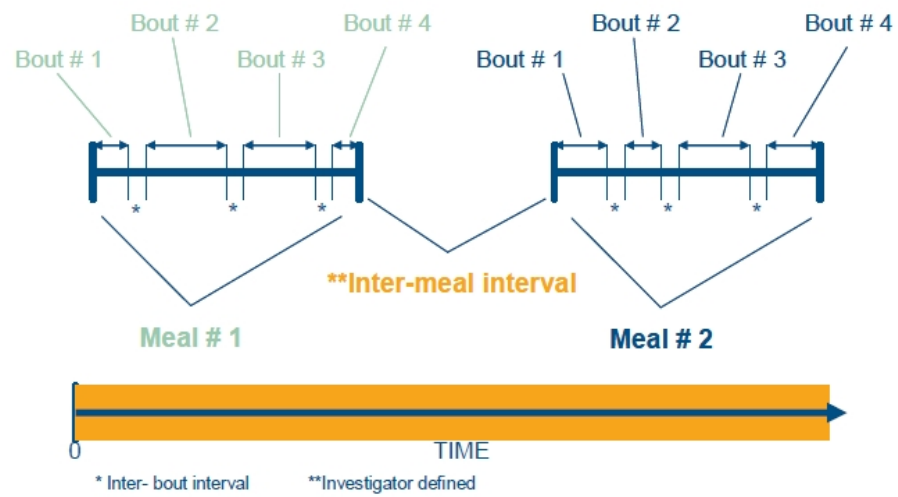 Bout # 2
Bout # 4
Bout # 1
Bout # 3
Bout # 2
Bout # 4
Bout # 1
Bout # 3
*
*
*
*
*
*
**Inter-meal interval
Meal # 1
Meal # 2
0
TIME
* Inter- bout interval
**Investigator defined